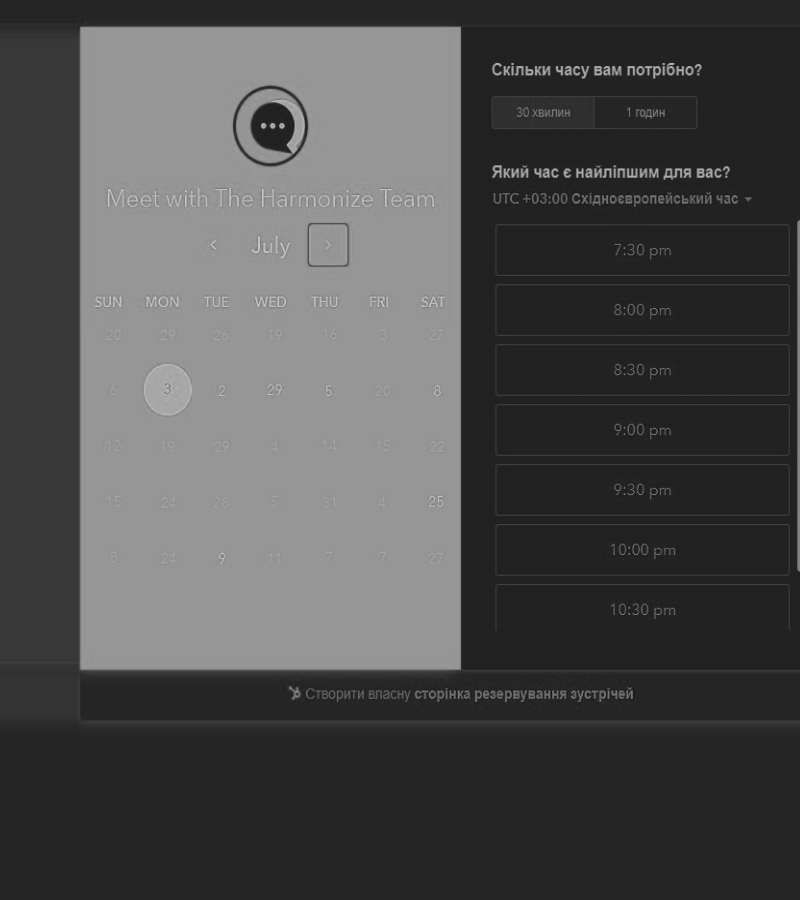 Meet with The Harmonize Team
July
SUN MON TUE WED THU FRI SAT
20 29 26 19 16 3 27
6 3 2 29 5 20 8
12 19 29 4 14 15 22
15 24 28 5 31 4 25
8 24 9 11 7 7 27
Скільки часу вам потрібно?
30 хвилин 1 годин
Який час є найліпшим для вас?
UTC +03:00 Східноєвропейський час
7:30 pm
8:00 pm
8:30 pm
9:00 pm
9:30 pm
10:00 pm
10:30 pm
Створити власну сторінка резервування зустрічей